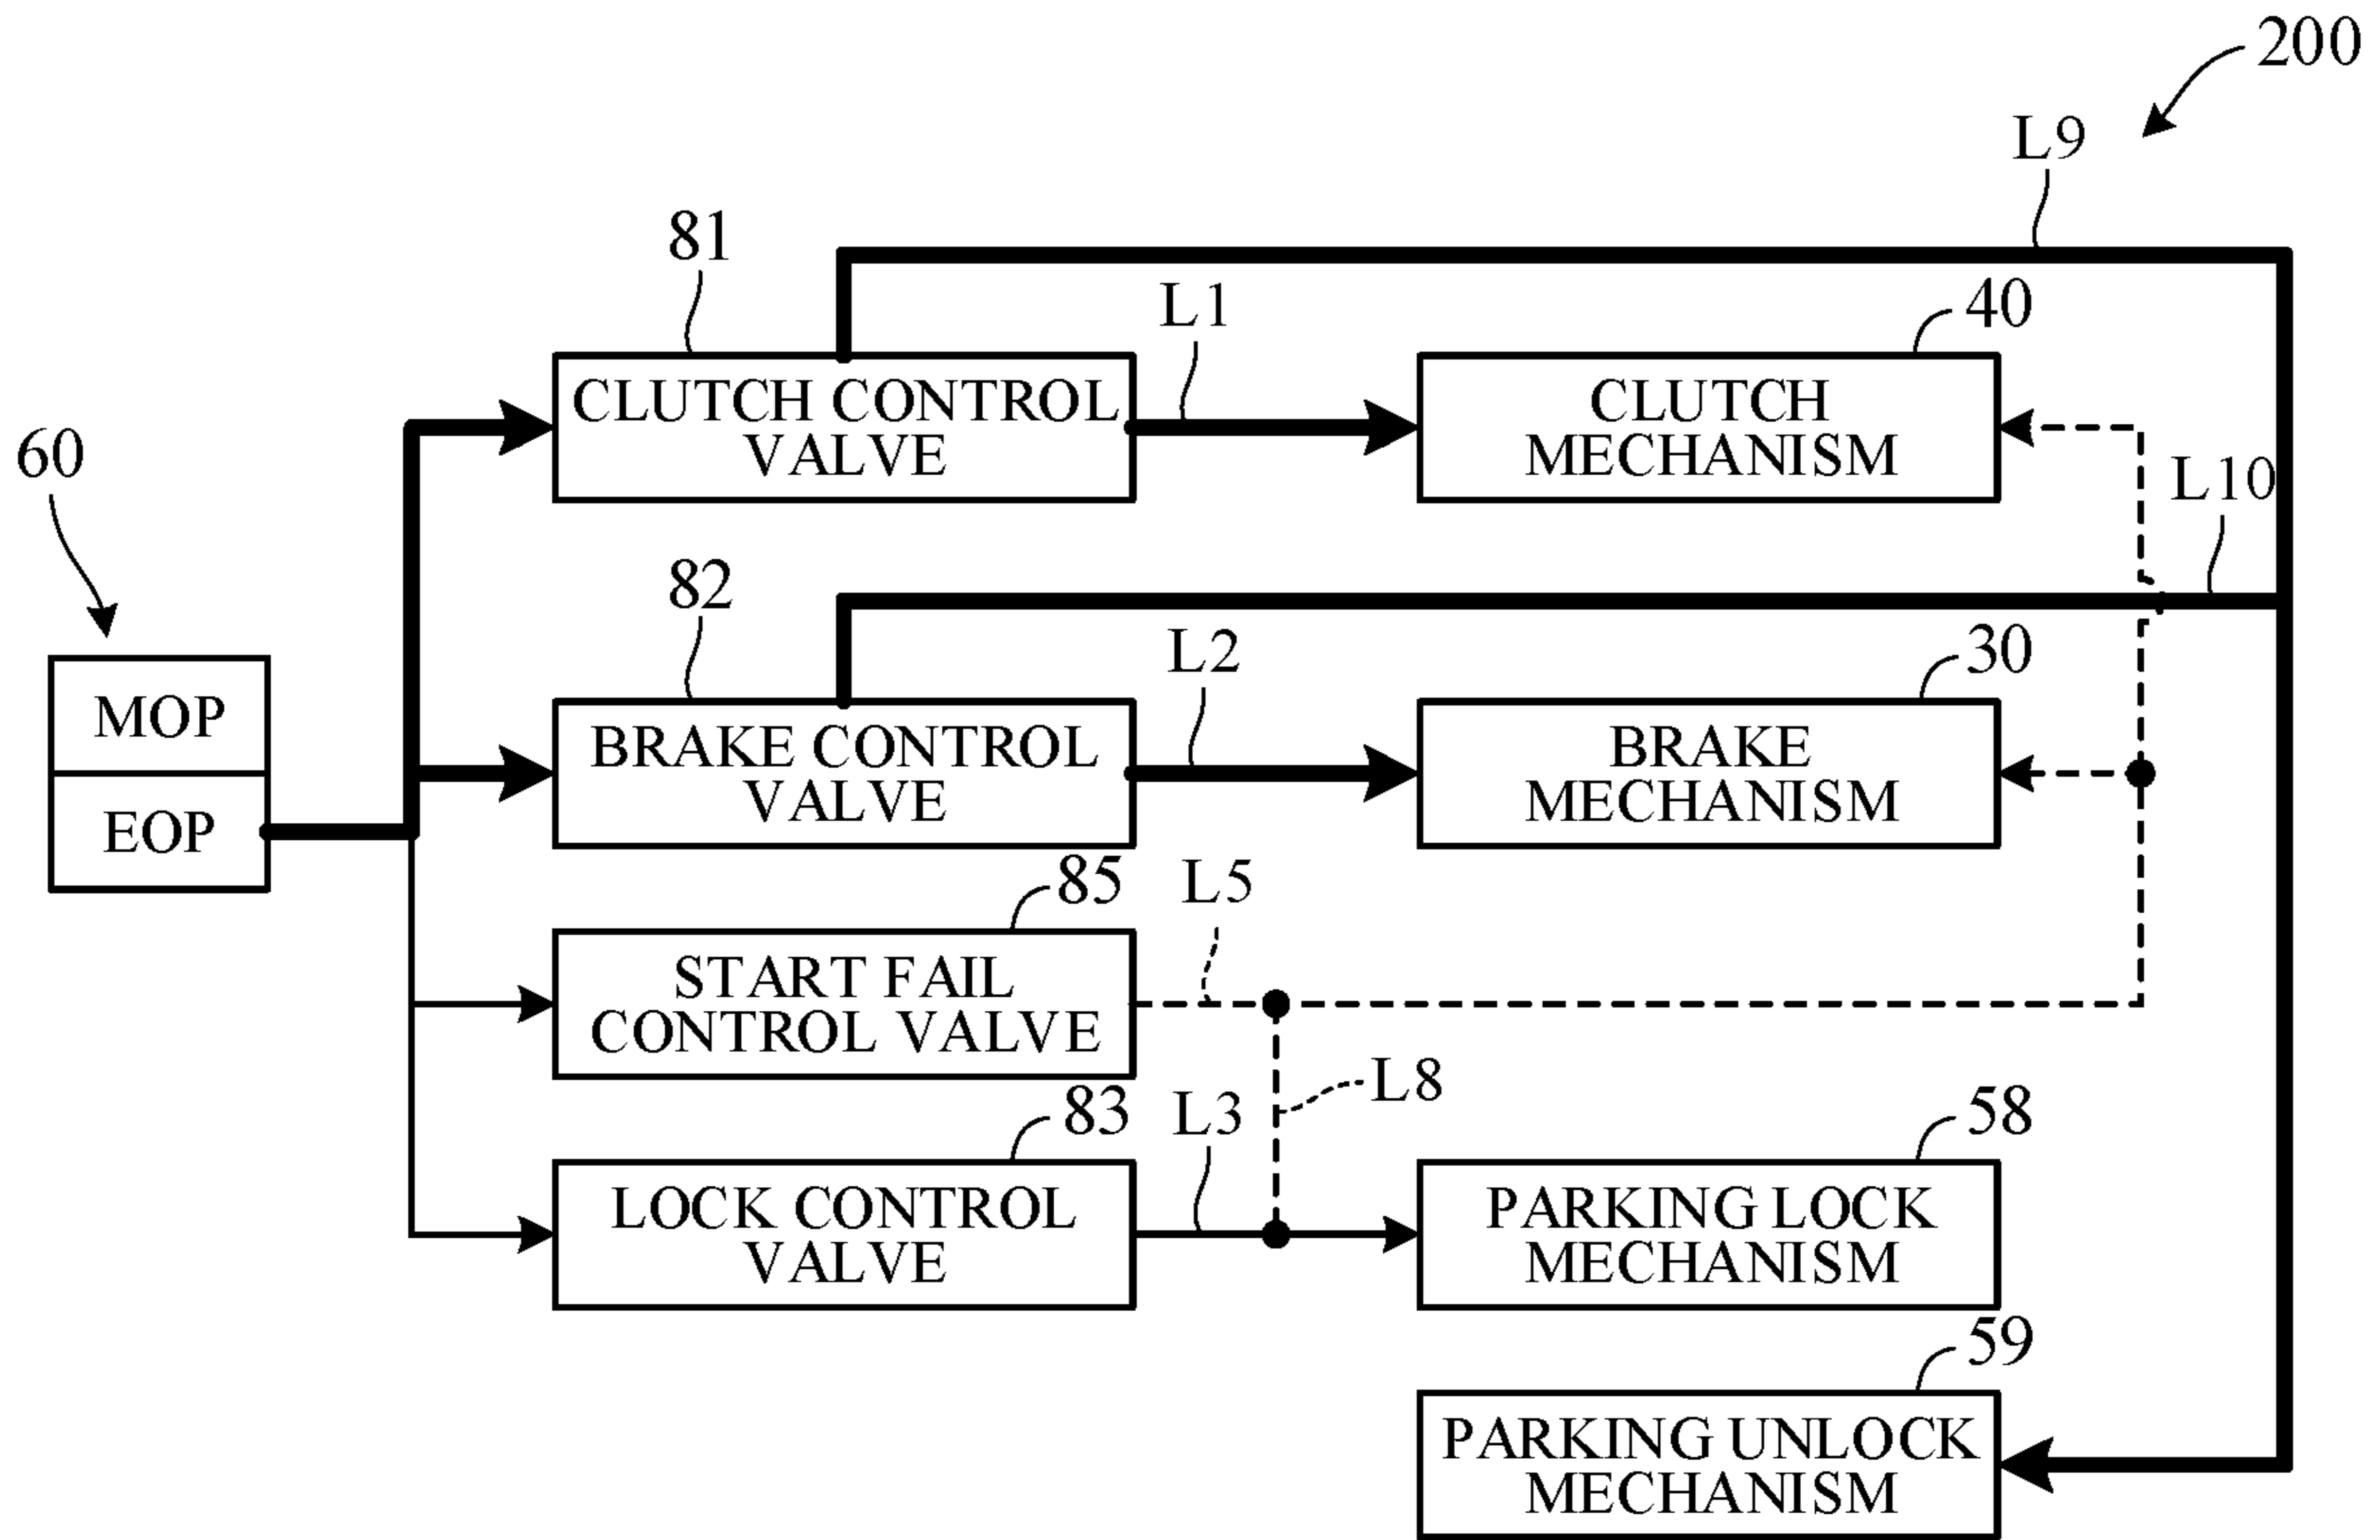 200
L9
81
L1
40
CLUTCH CONTROL
VALVE
CLUTCH
MECHANISM
60
L10
82
L2
30
MOP
EOP
BRAKE CONTROL
VALVE
BRAKE
MECHANISM
85
L5
START FAIL
CONTROL VALVE
L8
83
L3
58
LOCK CONTROL
VALVE
PARKING LOCK
MECHANISM
59
PARKING UNLOCK
MECHANISM